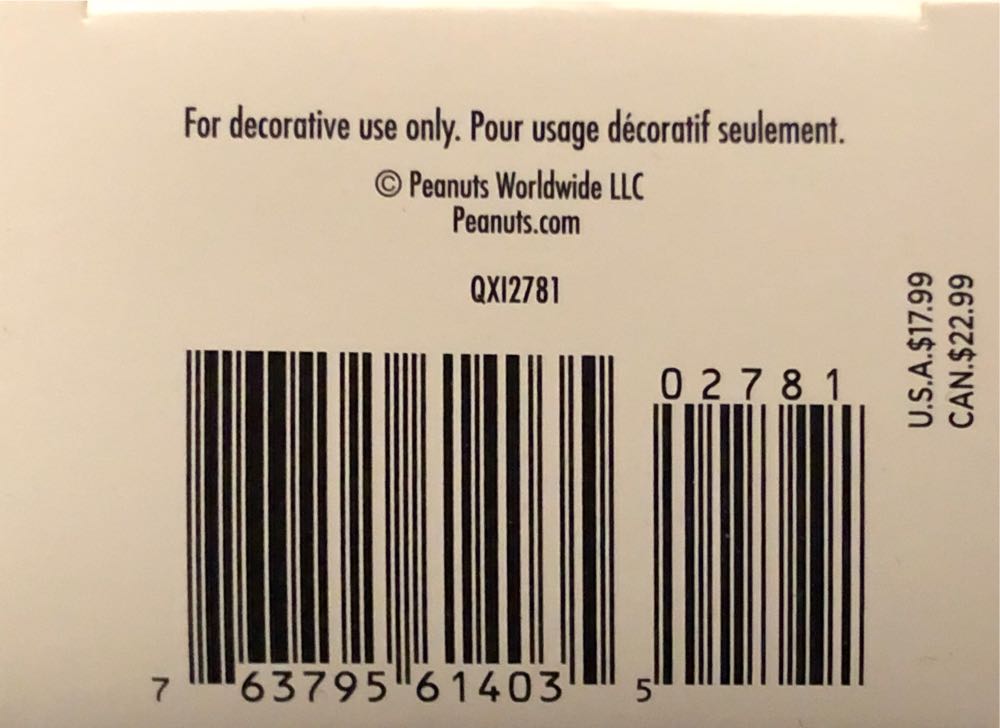 For decorative use only. Pour usage décoratif seulement.
© Peanuts Worldwide LLC
Peanuts.com
QXI2781
U.S.A.$17.99
CAN.$22.99
02781
7 63795 61403 5